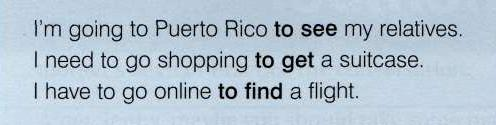 I'm going to Puerto Rico to see my relatives.
I need to go shopping to get a suitcase.
I have to go online to find a flight.